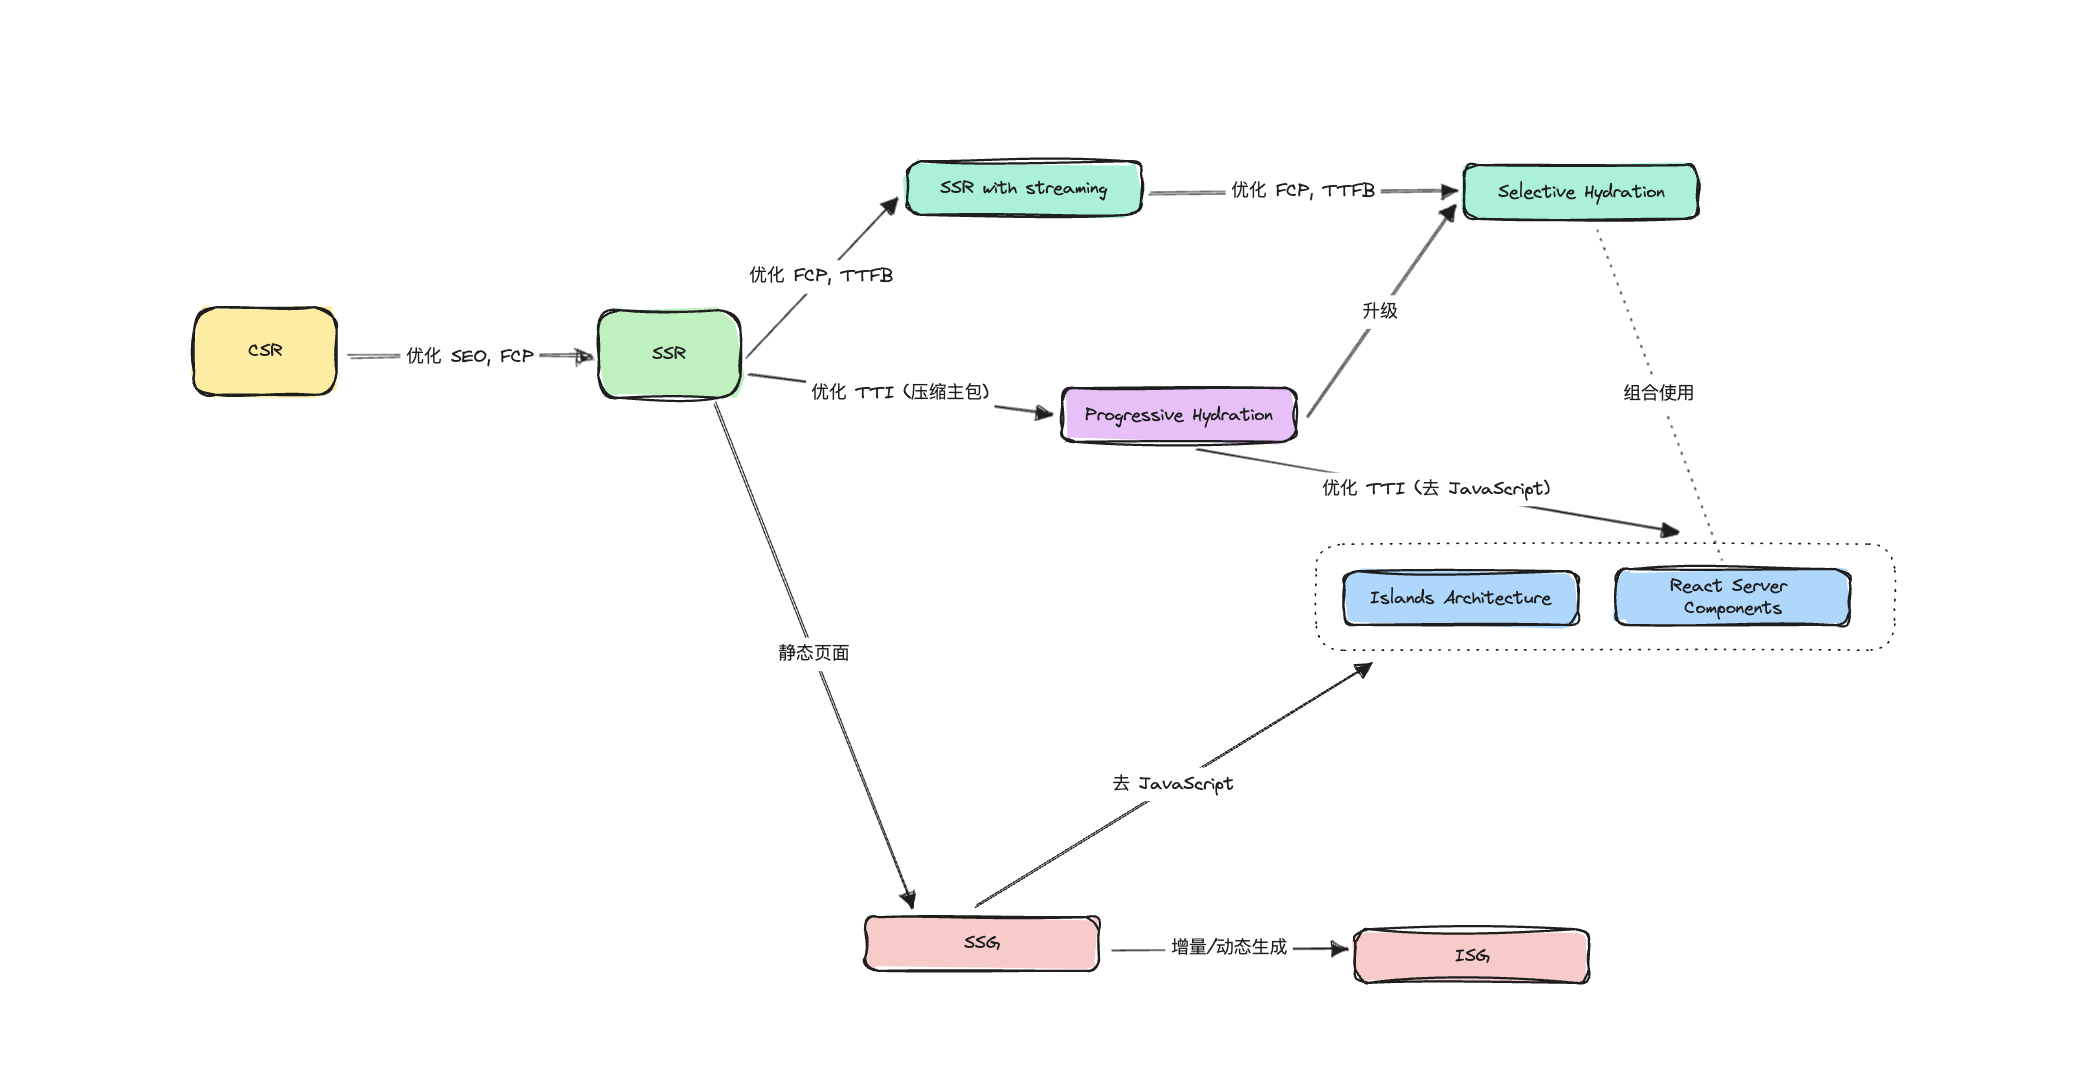 SSR with streaming
优化 FCP, TTFB
Selective Hydration
优化 FCP, TTFB
升级
CSR
优化 SEO, FCP
SSR
优化 TTI（压缩主包）
Progressive Hydration
组合使用
优化 TTI（去 JavaScript）
Islands Architecture
React Server
Components
静态页面
去 JavaScript
SSG
增量/动态生成
ISG